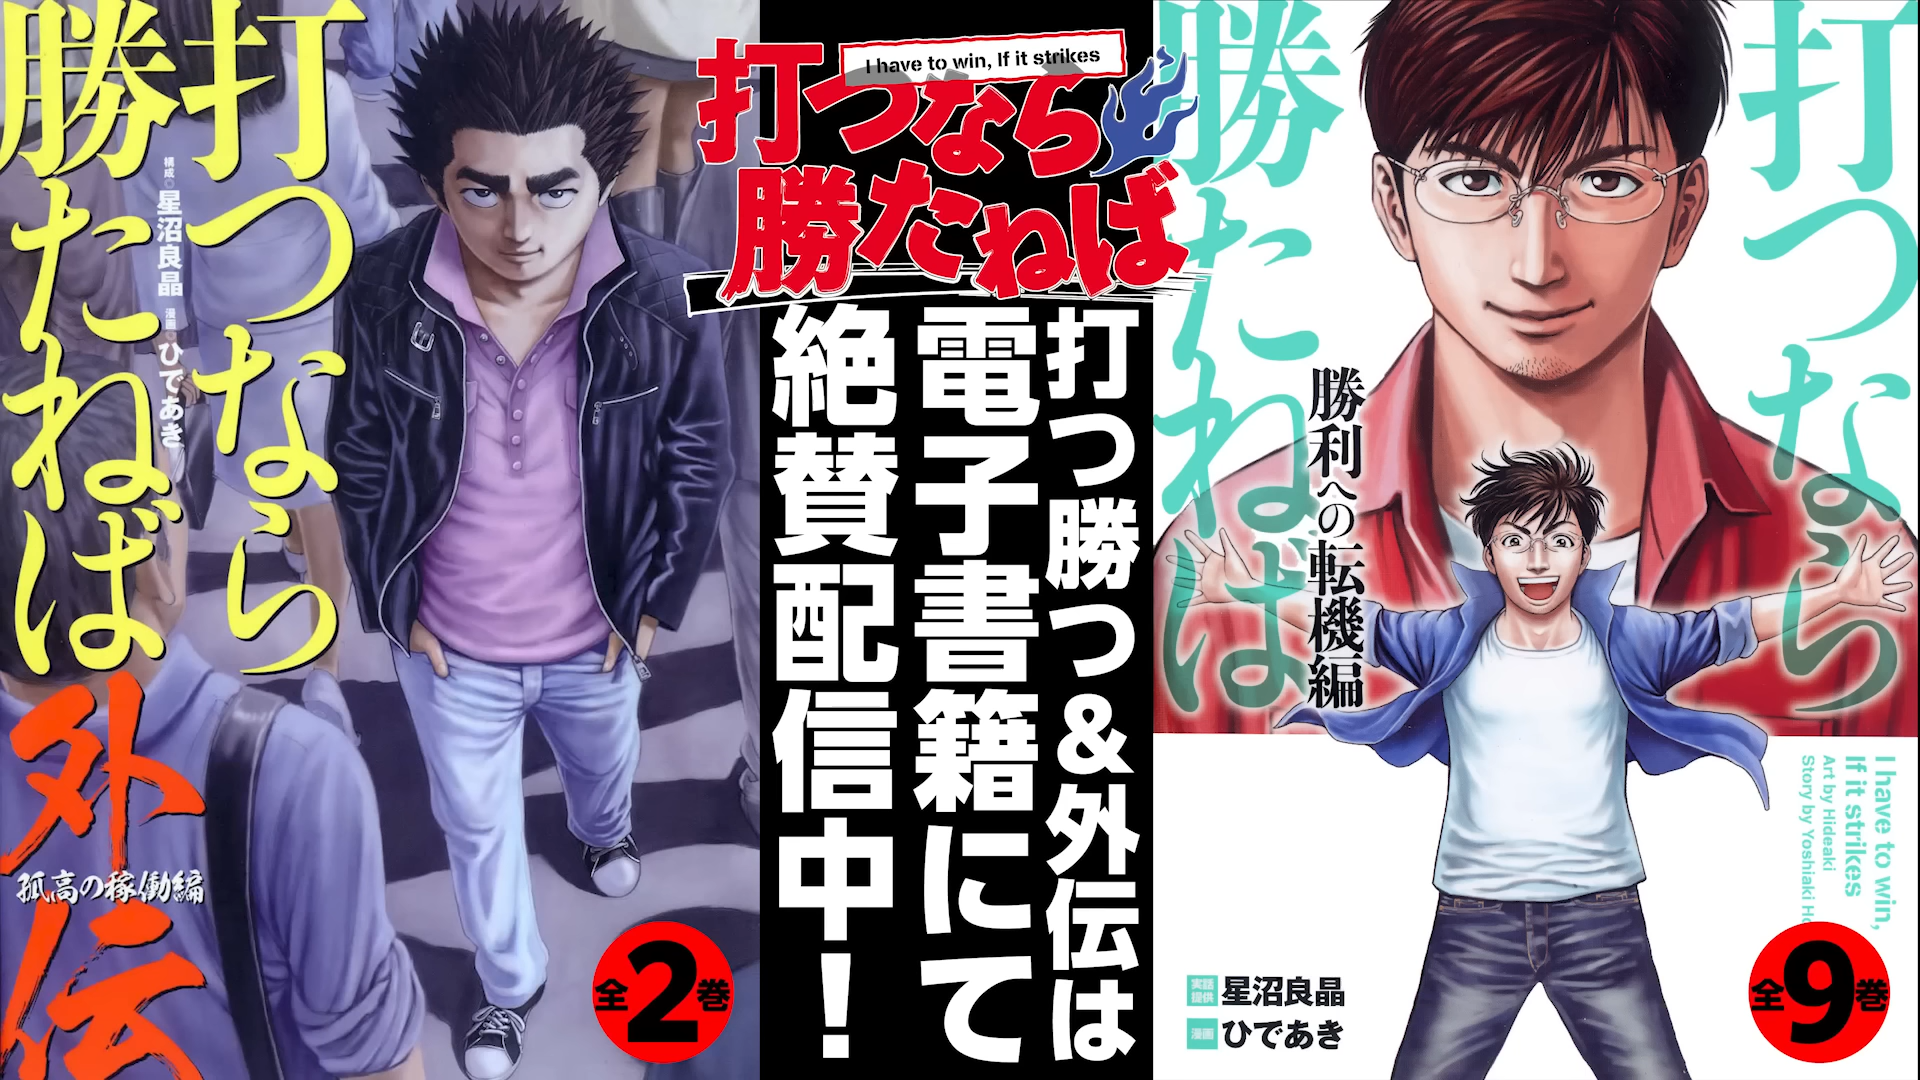 打つなら
勝たねば
外伝
孤高の稼働編
構成◎星沼良晶
漫画◎ひであき
全2巻
I have to win, If it strikes
打つなら
勝たねば
打つ勝つ&外伝は
電子書籍にて
絶賛配信中!
打つなら
勝たねば
勝利への転機編
I have to win,
If it strikes
Art by Hideaki
Story by Yoshiaki
実話提供
星沼良晶
漫画
ひであき
全9巻